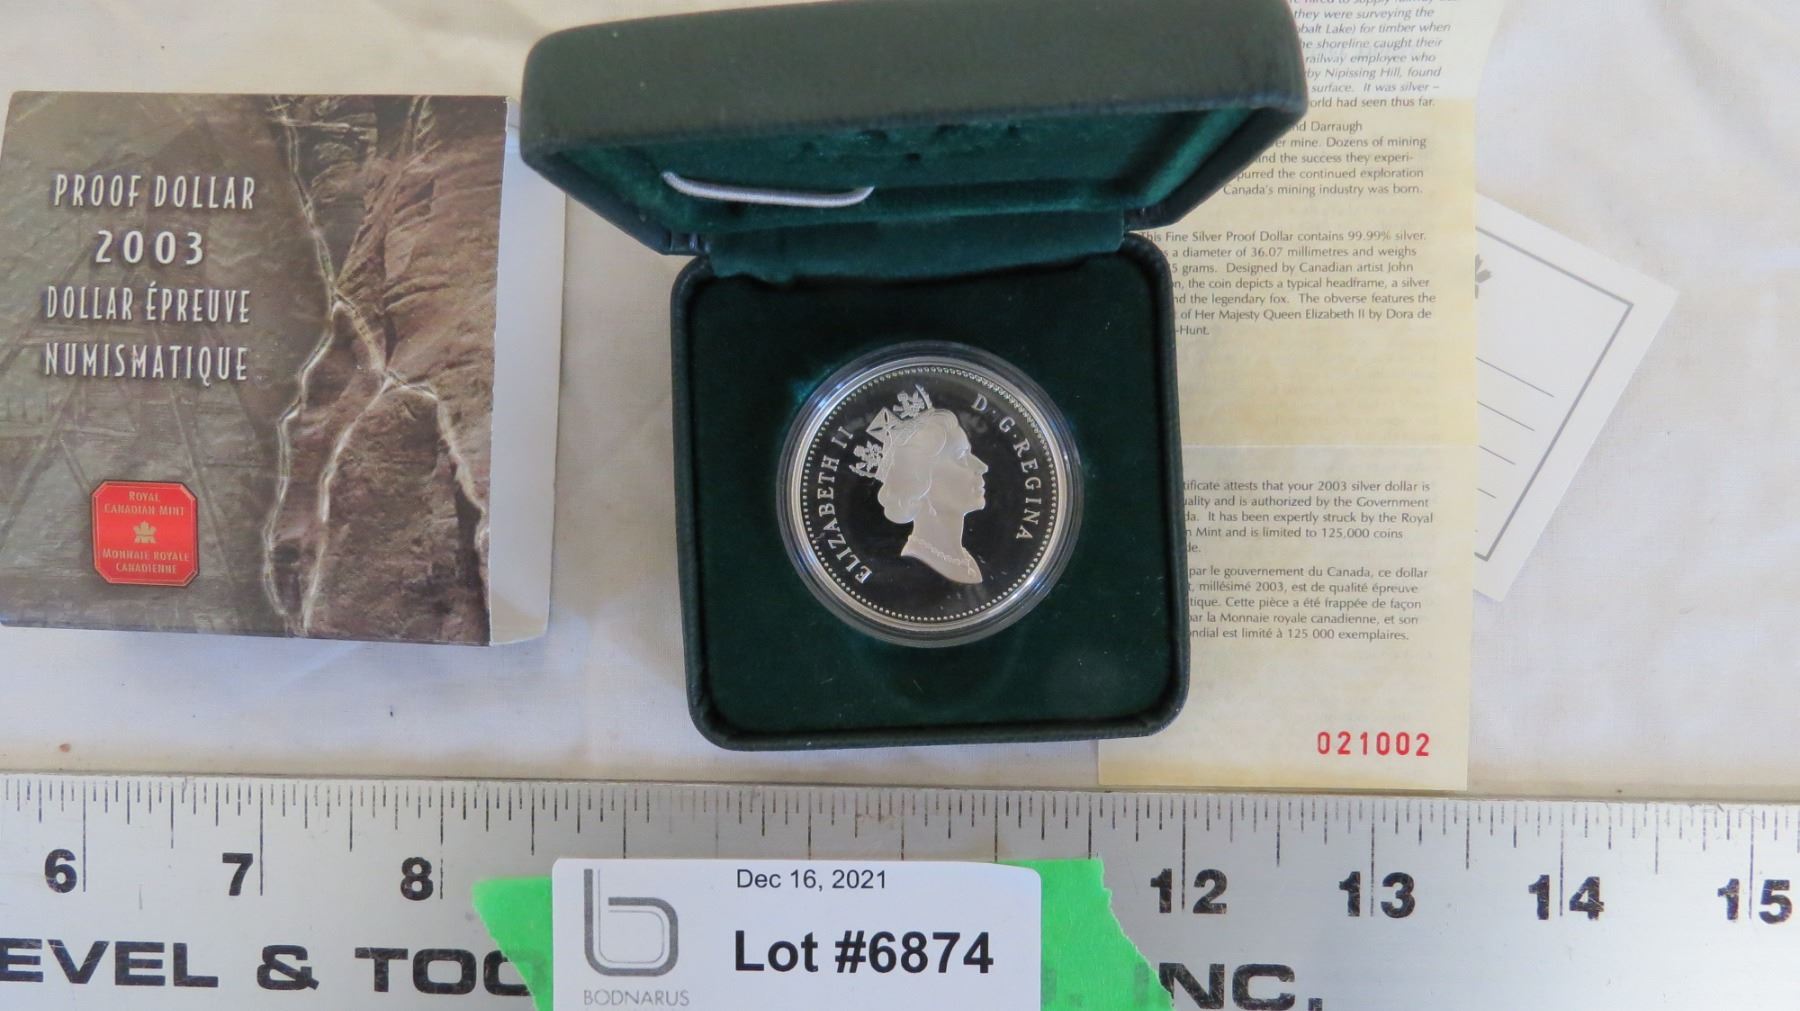 PROOF DOLLAR
2003
DOLLAR ÉPREUVE
NUMISMATIQUE
ROYAL
CANADIAN MINT
MONNAIE ROYALE
CANADIENNE
ELIZABETH II D·G·REGINA
they were surveying the
balt Lake) for timber when
he shoreline caught their
railway employee who
by Nipissing Hill, found
surface. It was silver –
orld had seen thus far.
nd Darraugh
er mine. Dozens of mining
and the success they experi-
purred the continued exploration
Canada's mining industry was born.
This Fine Silver Proof Dollar contains 99.99% silver.
s a diameter of 36.07 millimetres and weighs
5 grams. Designed by Canadian artist John
n, the coin depicts a typical headframe, a silver
nd the legendary fox. The obverse features the
of Her Majesty Queen Elizabeth II by Dora de
-Hunt.
tificate attests that your 2003 silver dollar is
uality and is authorized by the Government
da. It has been expertly struck by the Royal
n Mint and is limited to 125,000 coins
de.
par le gouvernement du Canada, ce dollar
t, millésimé 2003, est de qualité épreuve
tique. Cette pièce a été frappée de façon
par la Monnaie royale canadienne, et son
ondial est limité à 125 000 exemplaires.
021002
6 7 8 12 13 14 15
EVEL & TOO
NC.
Dec 16, 2021
Lot #6874
BODNARUS